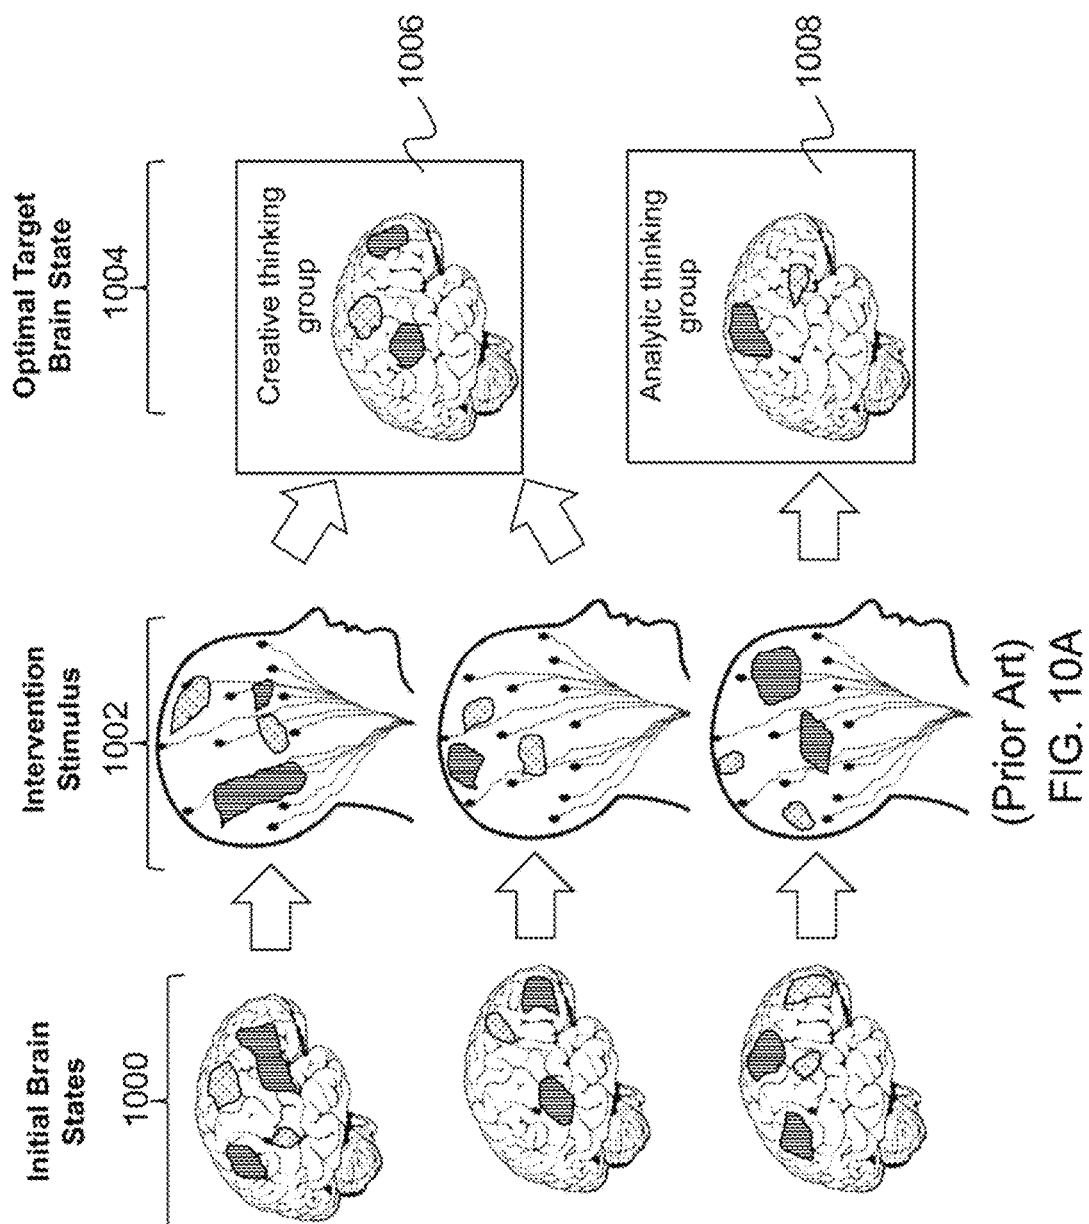 Initial Brain
States
1000
Intervention
Stimulus
1002
Optimal Target
Brain State
1004
Creative thinking
group
1006
Analytic thinking
group
1008
(Prior Art)
FIG. 10A